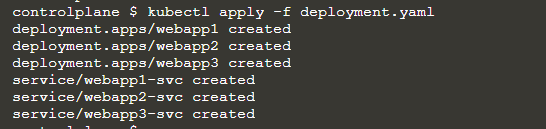 controlplane $ kubectl apply -f deployment.yaml
deployment.apps/webapp1 created
deployment.apps/webapp2 created
deployment.apps/webapp3 created
service/webapp1-svc created
service/webapp2-svc created
service/webapp3-svc created
controlplane $